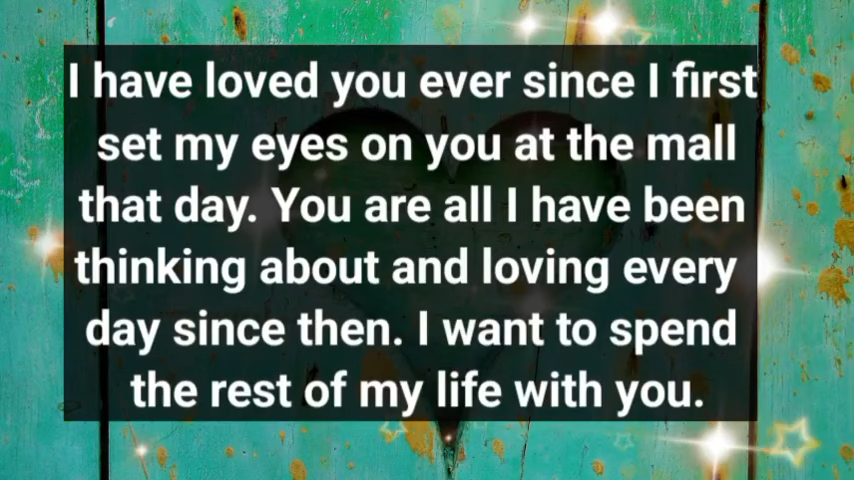 I have loved you ever since I first
set my eyes on you at the mall
that day. You are all I have been
thinking about and loving every
day since then. I want to spend
the rest of my life with you.